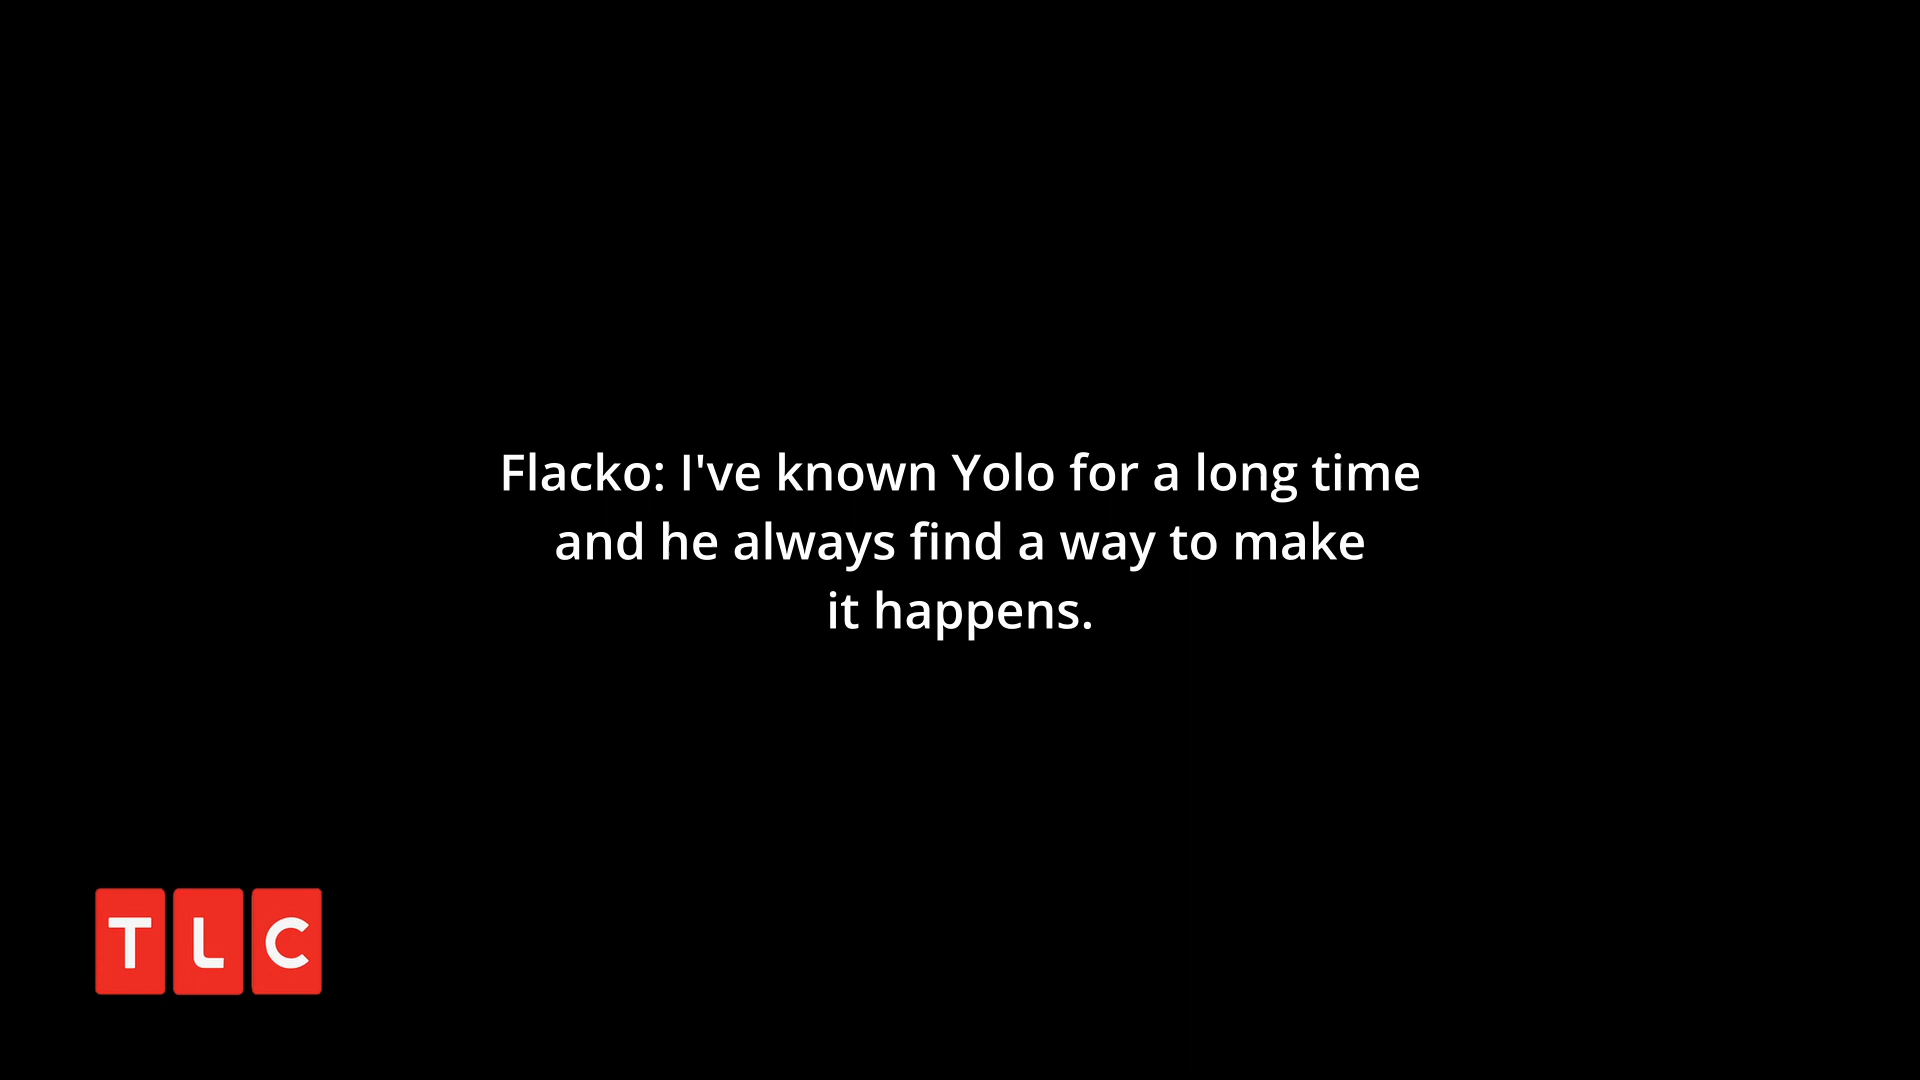 Flacko: I've known Yolo for a long time
and he always find a way to make
it happens.
TLC